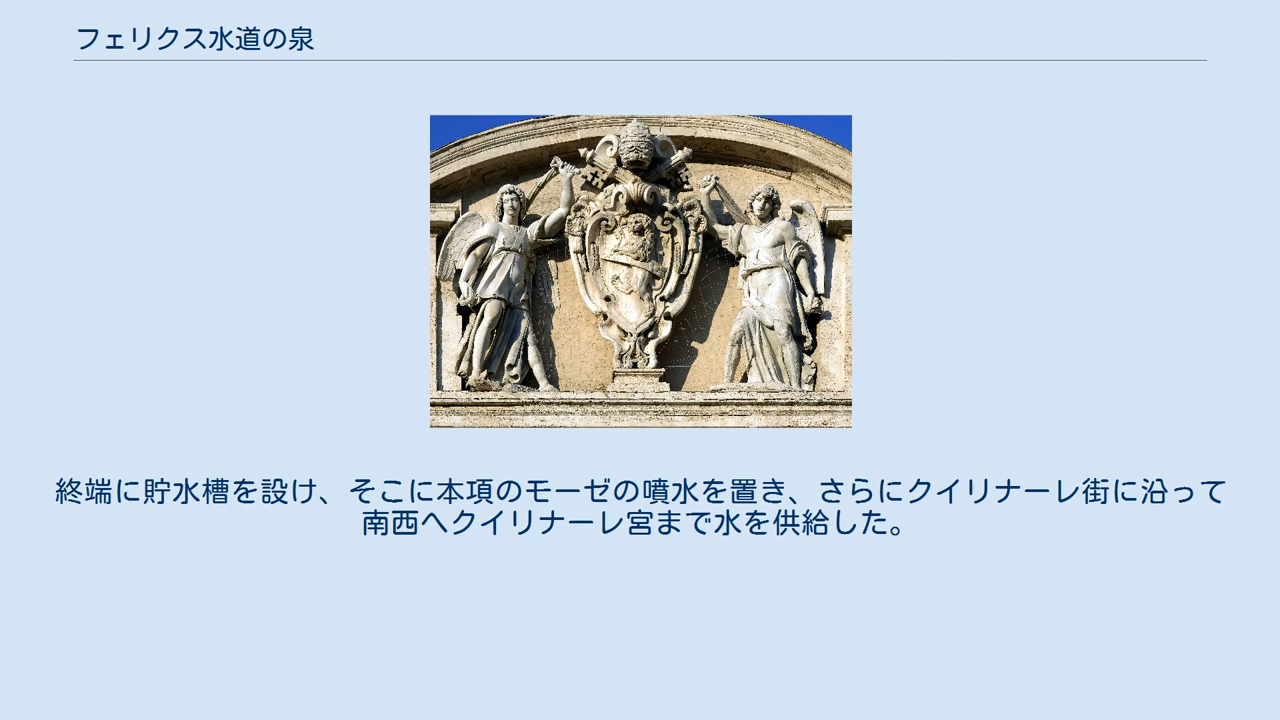 フェリクス水道の泉
終端に貯水槽を設け、そこに本項のモーゼの噴水を置き、さらにクイリナーレ街に沿って
南西へクイリナーレ宮まで水を供給した。